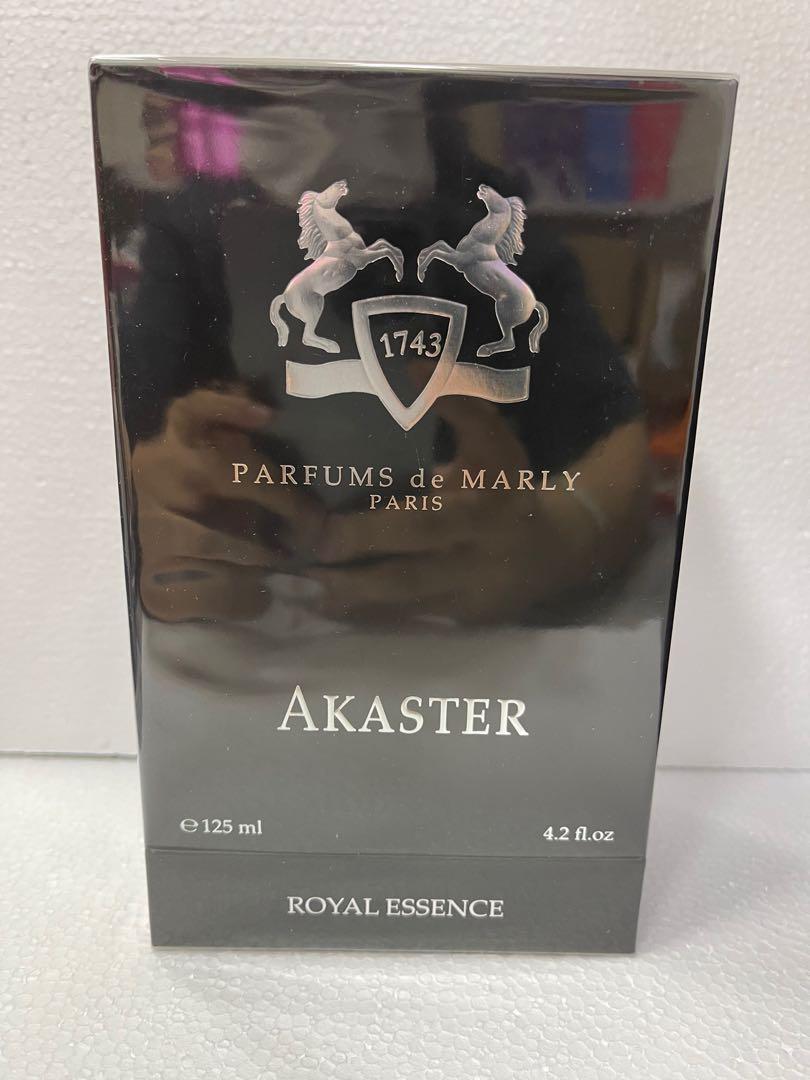 1743
PARFUMS de MARLY
PARIS
AKASTER
℮ 125 ml 4.2 fl.oz
ROYAL ESSENCE